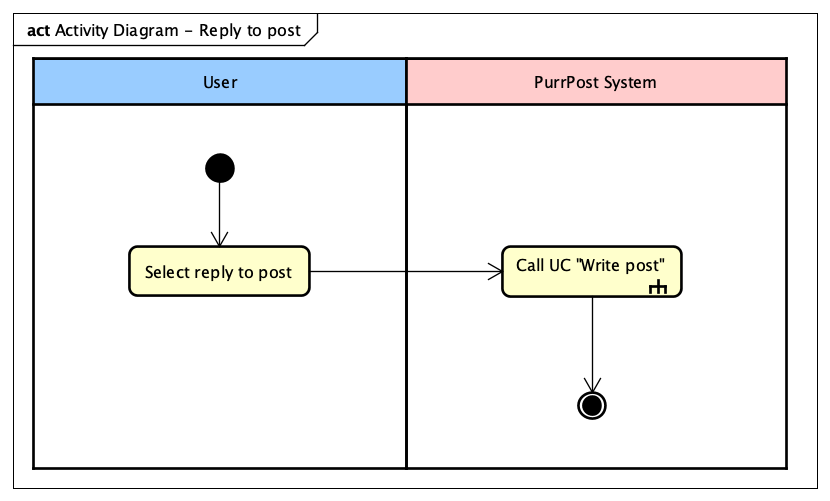 act Activity Diagram - Reply to post
User
PurrPost System
Select reply to post
Call UC "Write post"